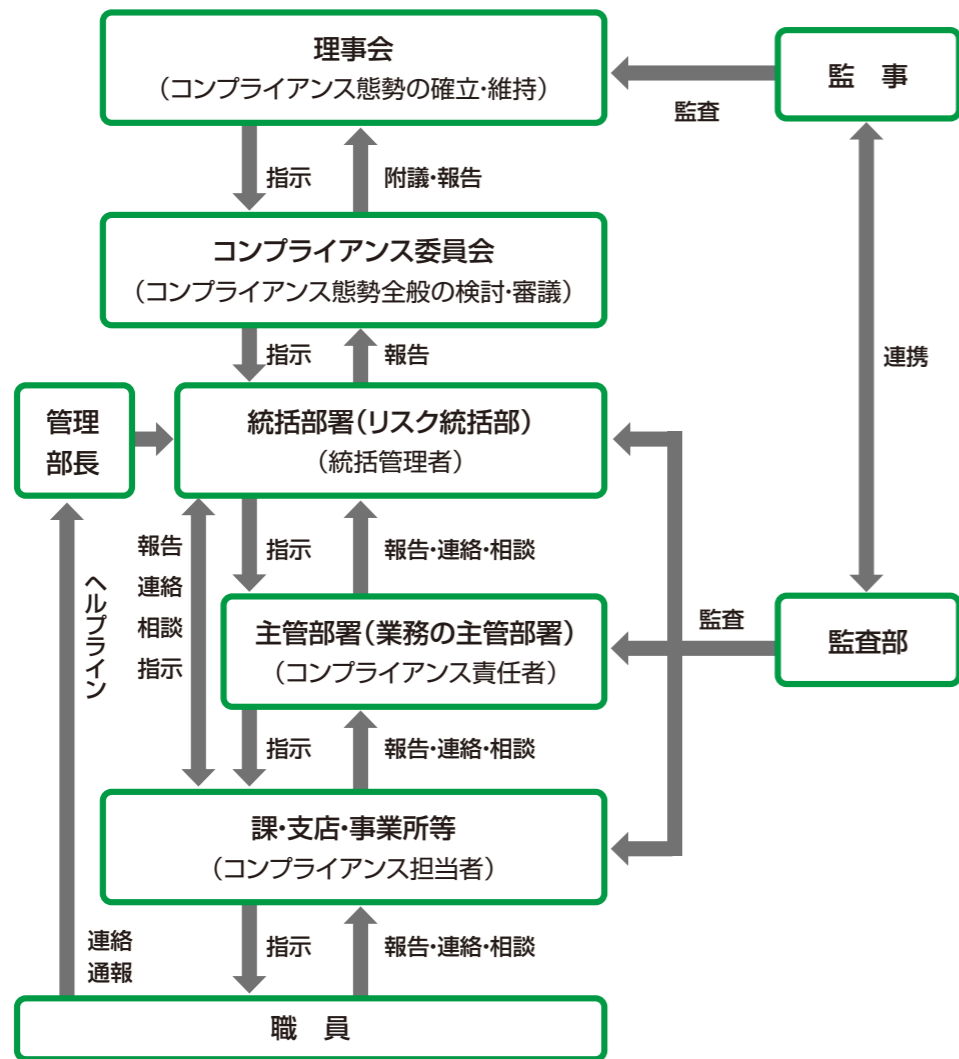 理事会
（コンプライアンス態勢の確立・維持）
監　事
監査
指示
附議・報告
コンプライアンス委員会
（コンプライアンス態勢全般の検討・審議）
指示
報告
連携
管理
部長
統括部署（リスク統括部）
（統括管理者）
報告
連絡
相談
指示
指示
報告・連絡・相談
ヘルプライン
主管部署（業務の主管部署）
（コンプライアンス責任者）
監査
監査部
指示
報告・連絡・相談
課・支店・事業所等
（コンプライアンス担当者）
連絡
通報
指示
報告・連絡・相談
職　員